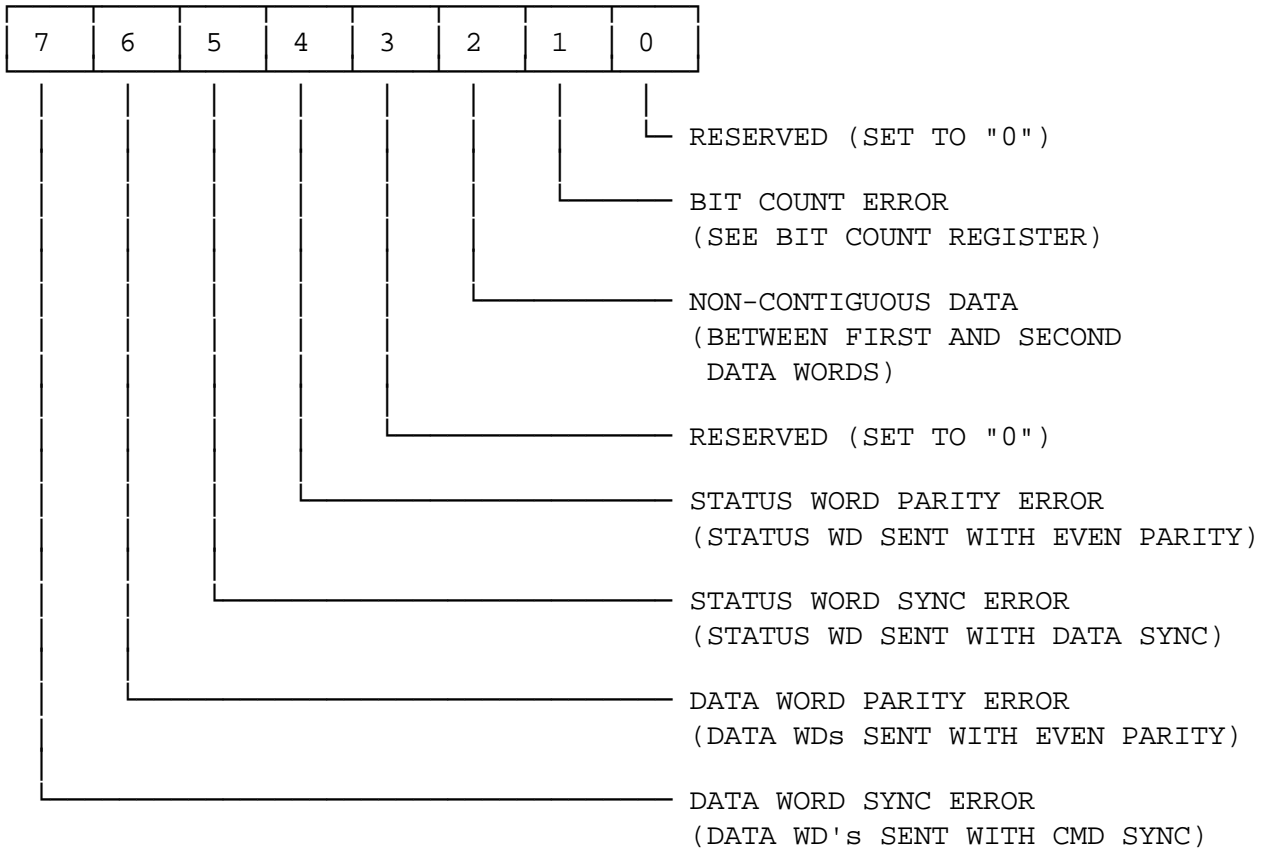 7 6 5 4 3 2 1 0
RESERVED (SET TO "0")
BIT COUNT ERROR
(SEE BIT COUNT REGISTER)
NON-CONTIGUOUS DATA
(BETWEEN FIRST AND SECOND
DATA WORDS)
RESERVED (SET TO "0")
STATUS WORD PARITY ERROR
(STATUS WD SENT WITH EVEN PARITY)
STATUS WORD SYNC ERROR
(STATUS WD SENT WITH DATA SYNC)
DATA WORD PARITY ERROR
(DATA WDs SENT WITH EVEN PARITY)
DATA WORD SYNC ERROR
(DATA WD's SENT WITH CMD SYNC)